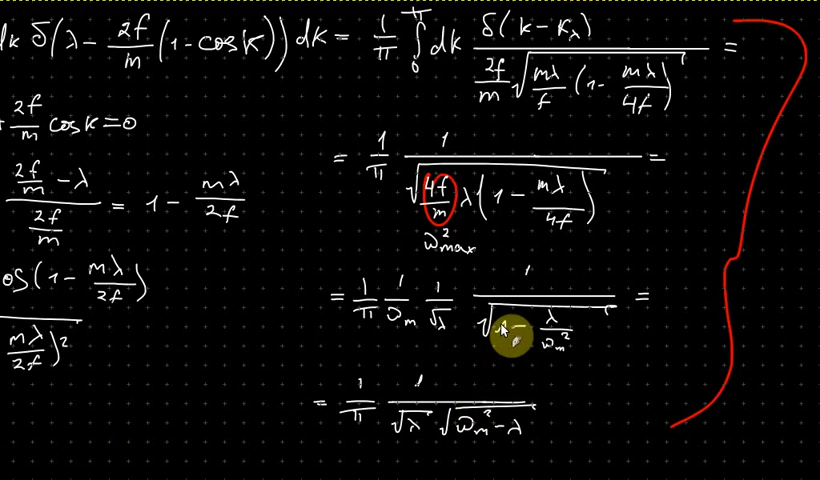 dk δ(λ - 2f/m (1 - cos k)) dk = 1/π ∫₀^π dk δ(k - k_λ) / (2f/m √(mλ/f (1 - mλ/4f))) =
+ 2f/m cos k = 0
= 1/π 1/√(4f/m λ (1 - mλ/4f)) =
(2f/m - λ) / (2f/m) = 1 - mλ/2f
ω²max
os(1 - mλ/2f)
= 1/π 1/ω_m 1/√λ 1/√(1 - λ/ω_m²) =
mλ/2f)²
= 1/π 1/(√λ √(ω_m² - λ))